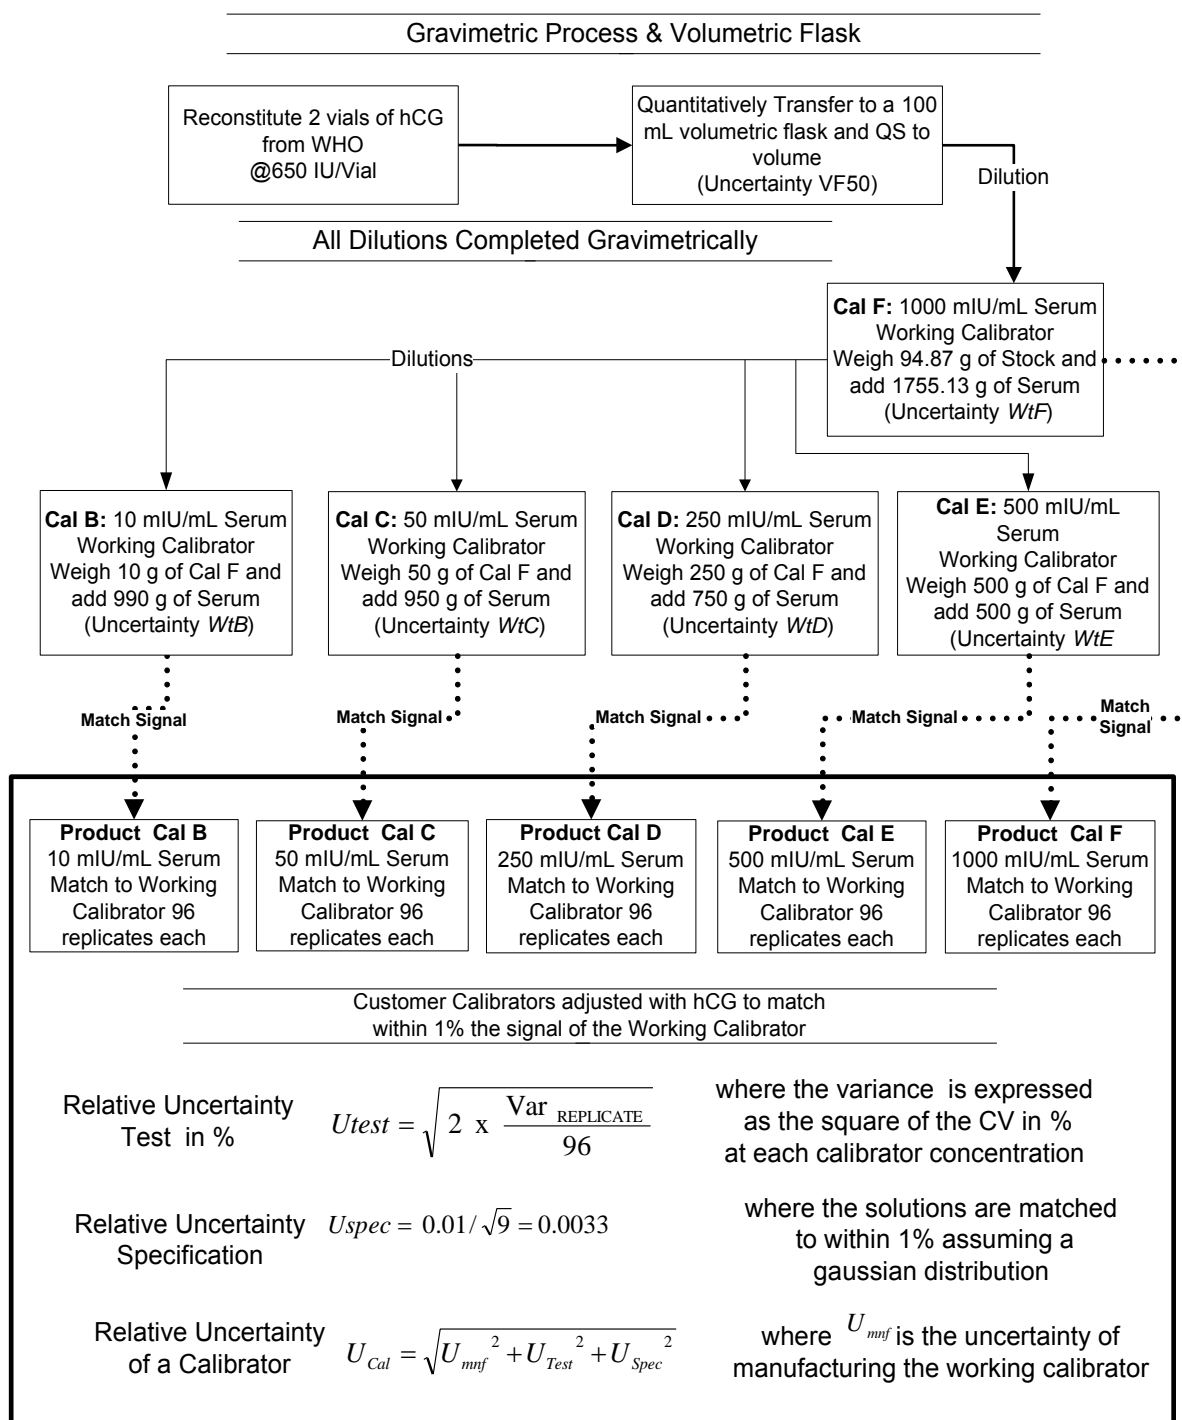 Gravimetric Process & Volumetric Flask
Reconstitute 2 vials of hCG
from WHO
@650 IU/Vial
Quantitatively Transfer to a 100
mL volumetric flask and QS to
volume
(Uncertainty VF50)
Dilution
All Dilutions Completed Gravimetrically
Cal F: 1000 mIU/mL Serum
Working Calibrator
Weigh 94.87 g of Stock and
add 1755.13 g of Serum
(Uncertainty WtF)
Dilutions
Cal B: 10 mIU/mL Serum
Working Calibrator
Weigh 10 g of Cal F and
add 990 g of Serum
(Uncertainty WtB)
Cal C: 50 mIU/mL Serum
Working Calibrator
Weigh 50 g of Cal F and
add 950 g of Serum
(Uncertainty WtC)
Cal D: 250 mIU/mL Serum
Working Calibrator
Weigh 250 g of Cal F and
add 750 g of Serum
(Uncertainty WtD)
Cal E: 500 mIU/mL
Serum
Working Calibrator
Weigh 500 g of Cal F and
add 500 g of Serum
(Uncertainty WtE
Match Signal
Match Signal
Match Signal
Match Signal
Match
Signal
Product Cal B
10 mIU/mL Serum
Match to Working
Calibrator 96
replicates each
Product Cal C
50 mIU/mL Serum
Match to Working
Calibrator 96
replicates each
Product Cal D
250 mIU/mL Serum
Match to Working
Calibrator 96
replicates each
Product Cal E
500 mIU/mL Serum
Match to Working
Calibrator 96
replicates each
Product Cal F
1000 mIU/mL Serum
Match to Working
Calibrator 96
replicates each
Customer Calibrators adjusted with hCG to match
within 1% the signal of the Working Calibrator
Relative Uncertainty
Test in %
Utest = √(2 x Var REPLICATE / 96)
where the variance is expressed
as the square of the CV in %
at each calibrator concentration
Relative Uncertainty
Specification
Uspec = 0.01/√9 = 0.0033
where the solutions are matched
to within 1% assuming a
gaussian distribution
Relative Uncertainty
of a Calibrator
U_Cal = √(U_mnf² + U_Test² + U_Spec²)
where U_mnf is the uncertainty of
manufacturing the working calibrator